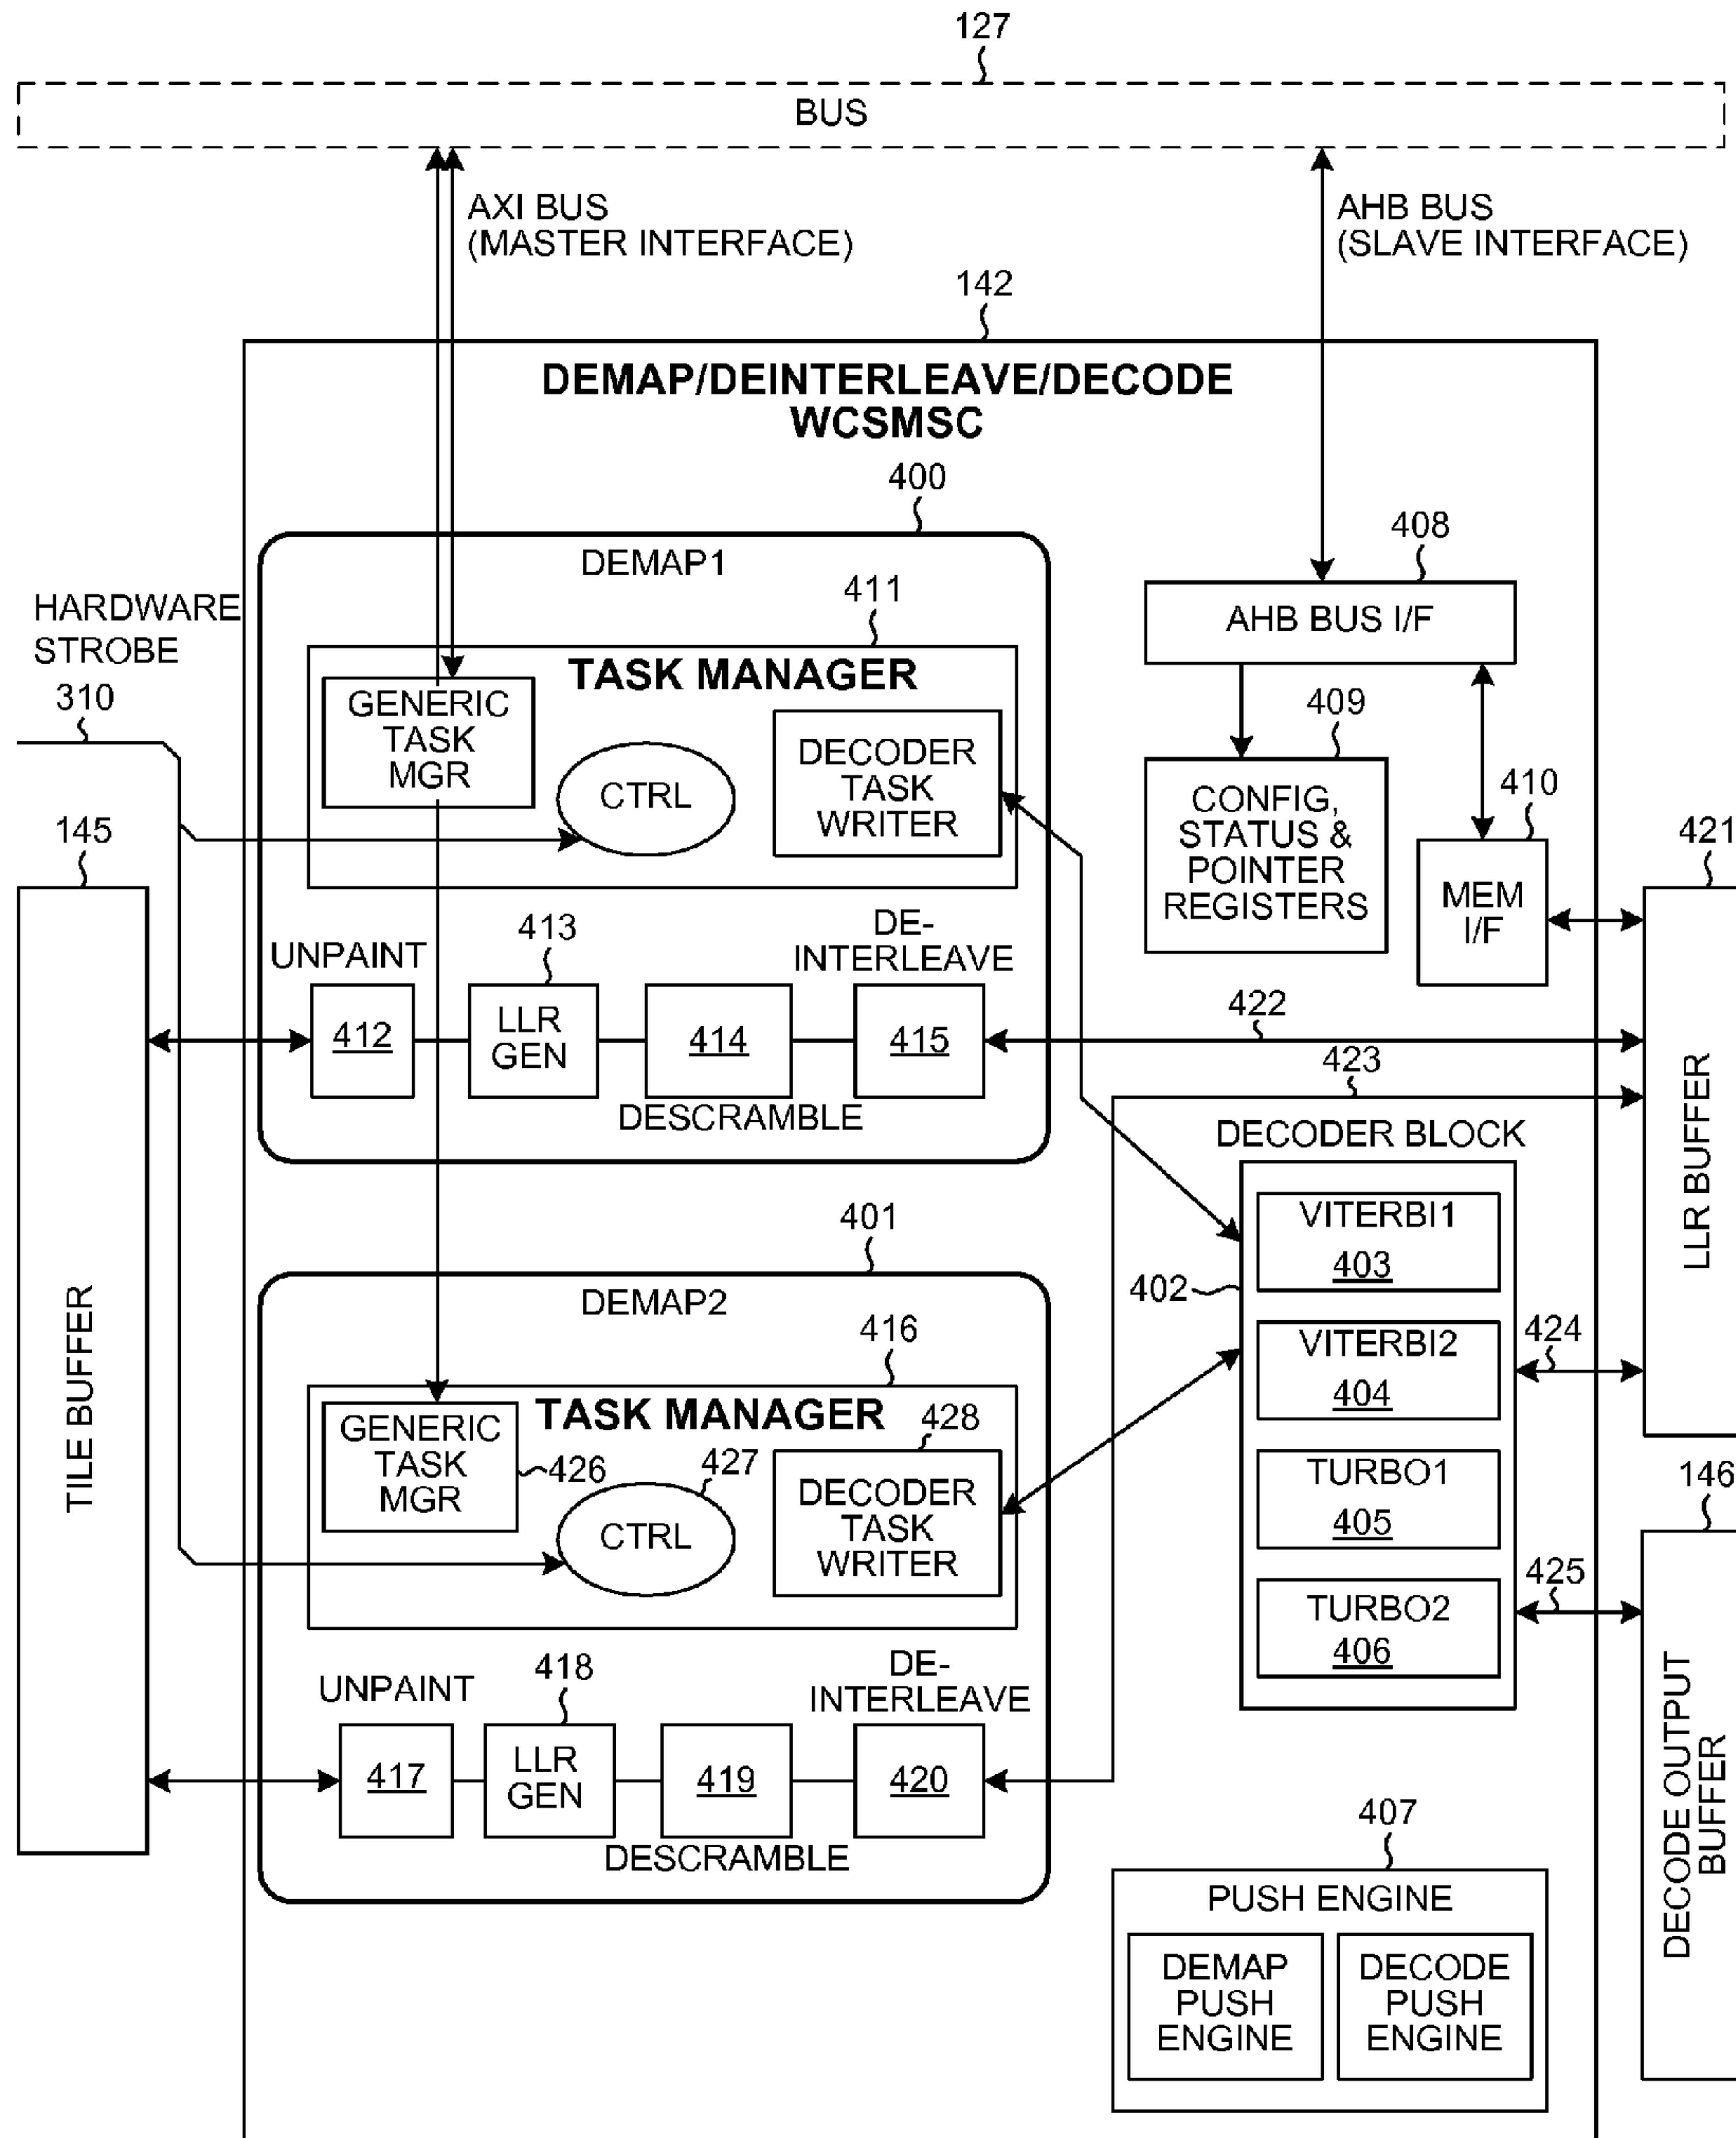 127
BUS
AXI BUS
(MASTER INTERFACE)
AHB BUS
(SLAVE INTERFACE)
142
DEMAP/DEINTERLEAVE/DECODE
WCSMSC
400
DEMAP1
408
AHB BUS I/F
HARDWARE
STROBE
310
411
TASK MANAGER
GENERIC
TASK
MGR
CTRL
DECODER
TASK
WRITER
409
CONFIG,
STATUS &
POINTER
REGISTERS
410
MEM
I/F
421
LLR BUFFER
145
TILE BUFFER
UNPAINT
413
DE-
INTERLEAVE
412
LLR
GEN
414
415
DESCRAMBLE
422
423
DECODER BLOCK
402
VITERBI1
403
VITERBI2
404
TURBO1
405
TURBO2
406
424
425
146
DECODE OUTPUT
BUFFER
401
DEMAP2
416
TASK MANAGER
GENERIC
TASK
MGR
426
427
CTRL
428
DECODER
TASK
WRITER
UNPAINT
418
DE-
INTERLEAVE
417
LLR
GEN
419
420
DESCRAMBLE
407
PUSH ENGINE
DEMAP
PUSH
ENGINE
DECODE
PUSH
ENGINE